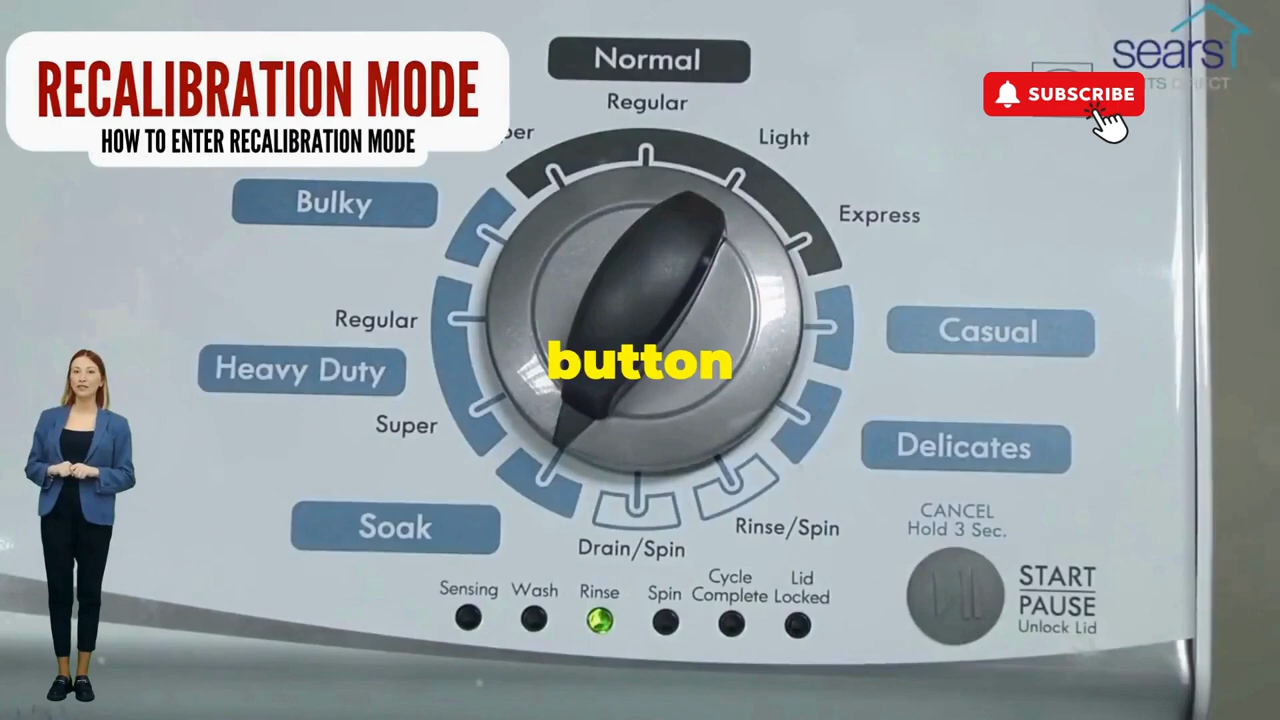 sears
RECALIBRATION MODE
HOW TO ENTER RECALIBRATION MODE
SUBSCRIBE
DIRECT
Normal
Regular
Light
Bulky
Express
Regular
Casual
Heavy Duty
button
Super
Delicates
Soak
Rinse/Spin
Drain/Spin
CANCEL
Hold 3 Sec.
Sensing
Wash
Rinse
Spin
Cycle
Complete
Lid
Locked
START
PAUSE
Unlock Lid